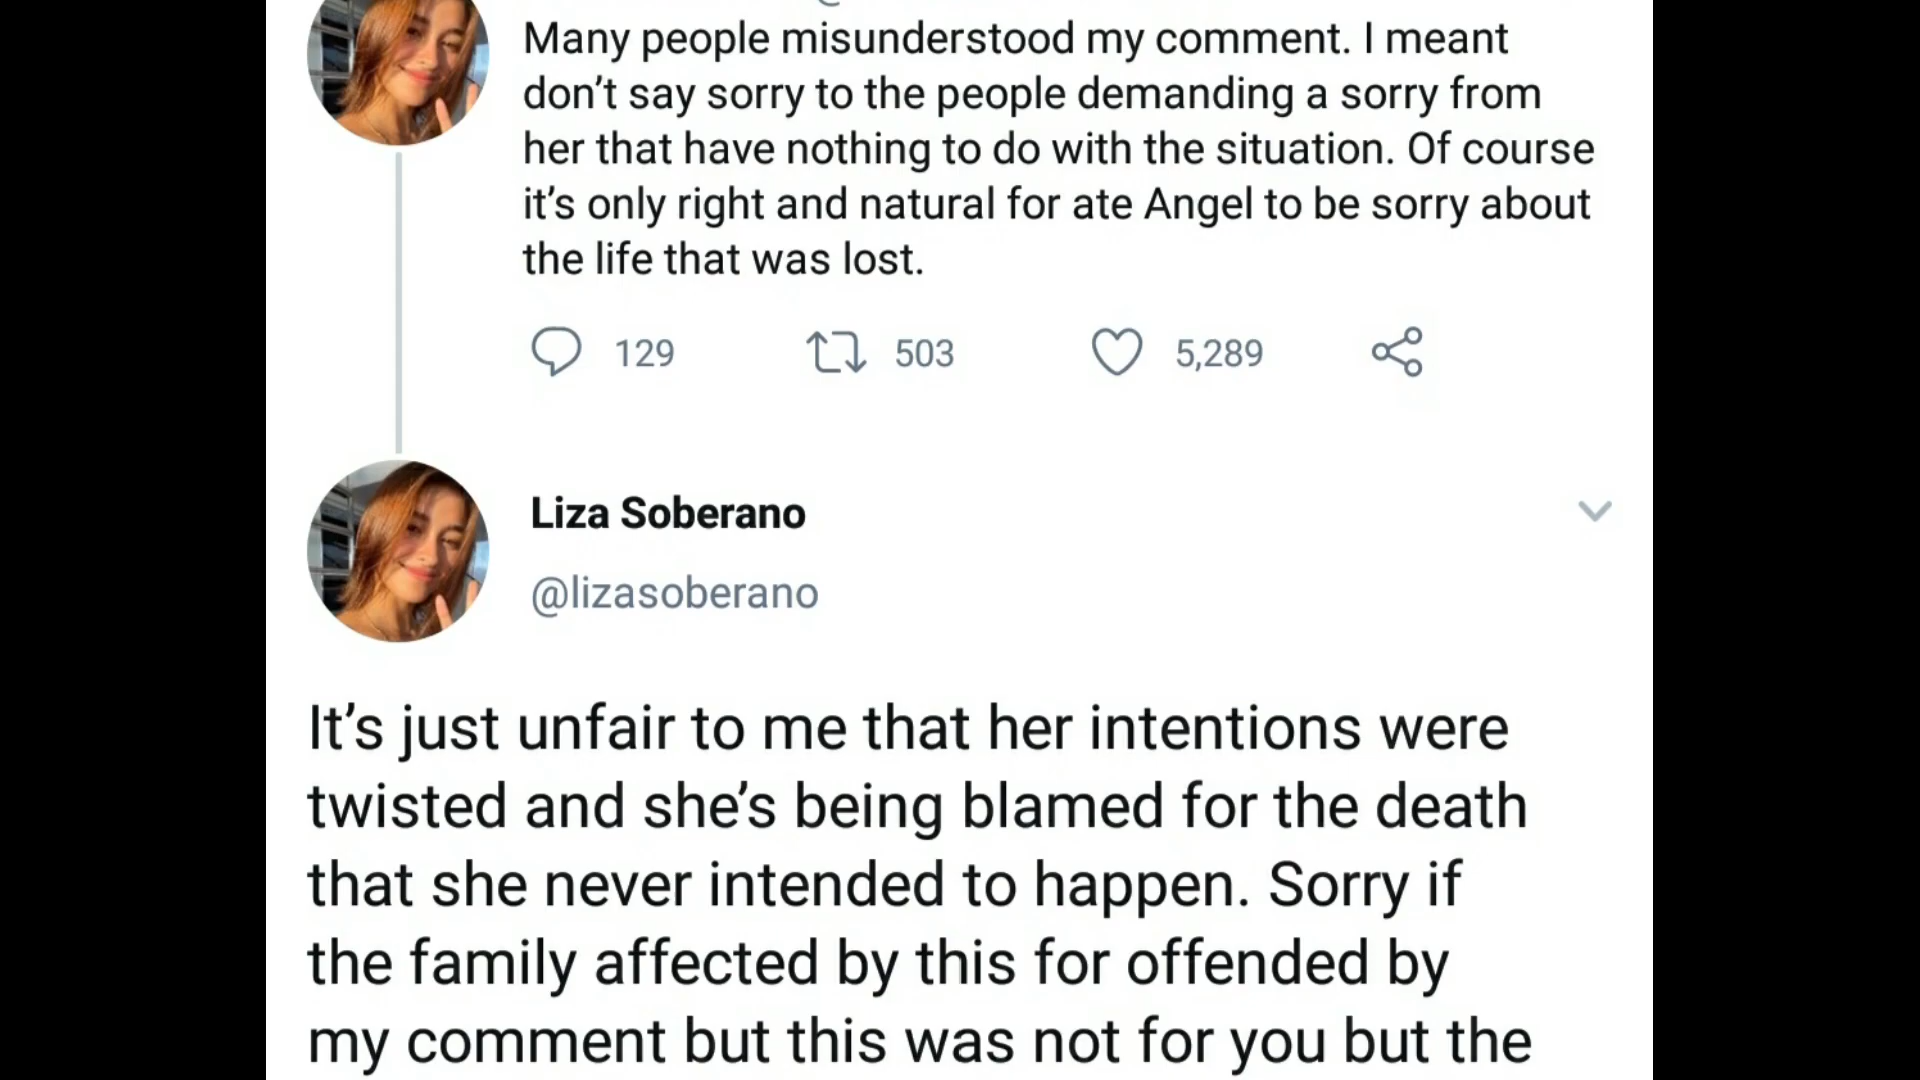 Many people misunderstood my comment. I meant
don’t say sorry to the people demanding a sorry from
her that have nothing to do with the situation. Of course
it’s only right and natural for ate Angel to be sorry about
the life that was lost.
129 503 5,289
Liza Soberano
@lizasoberano
It’s just unfair to me that her intentions were
twisted and she’s being blamed for the death
that she never intended to happen. Sorry if
the family affected by this for offended by
my comment but this was not for you but the